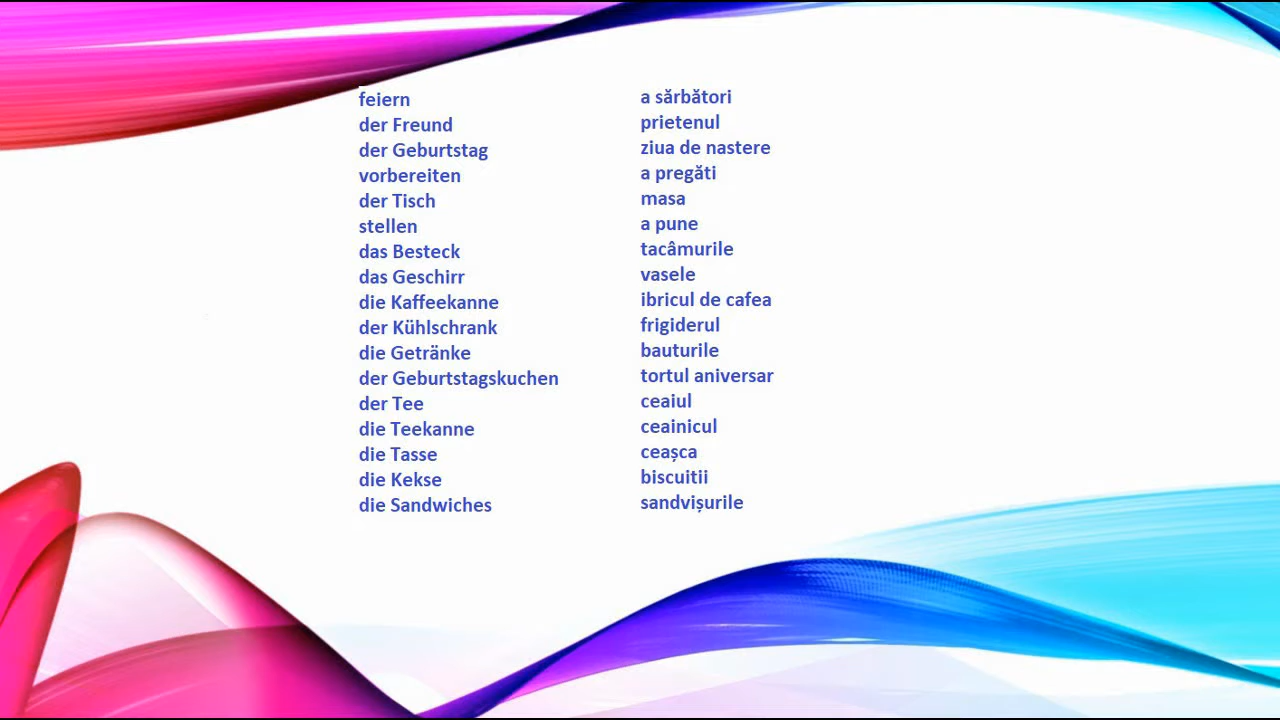 feiern a sărbători
der Freund prietenul
der Geburtstag ziua de nastere
vorbereiten a pregăti
der Tisch masa
stellen a pune
das Besteck tacâmurile
das Geschirr vasele
die Kaffeekanne ibricul de cafea
der Kühlschrank frigiderul
die Getränke bauturile
der Geburtstagskuchen tortul aniversar
der Tee ceaiul
die Teekanne ceainicul
die Tasse ceașca
die Kekse biscuitii
die Sandwiches sandvișurile